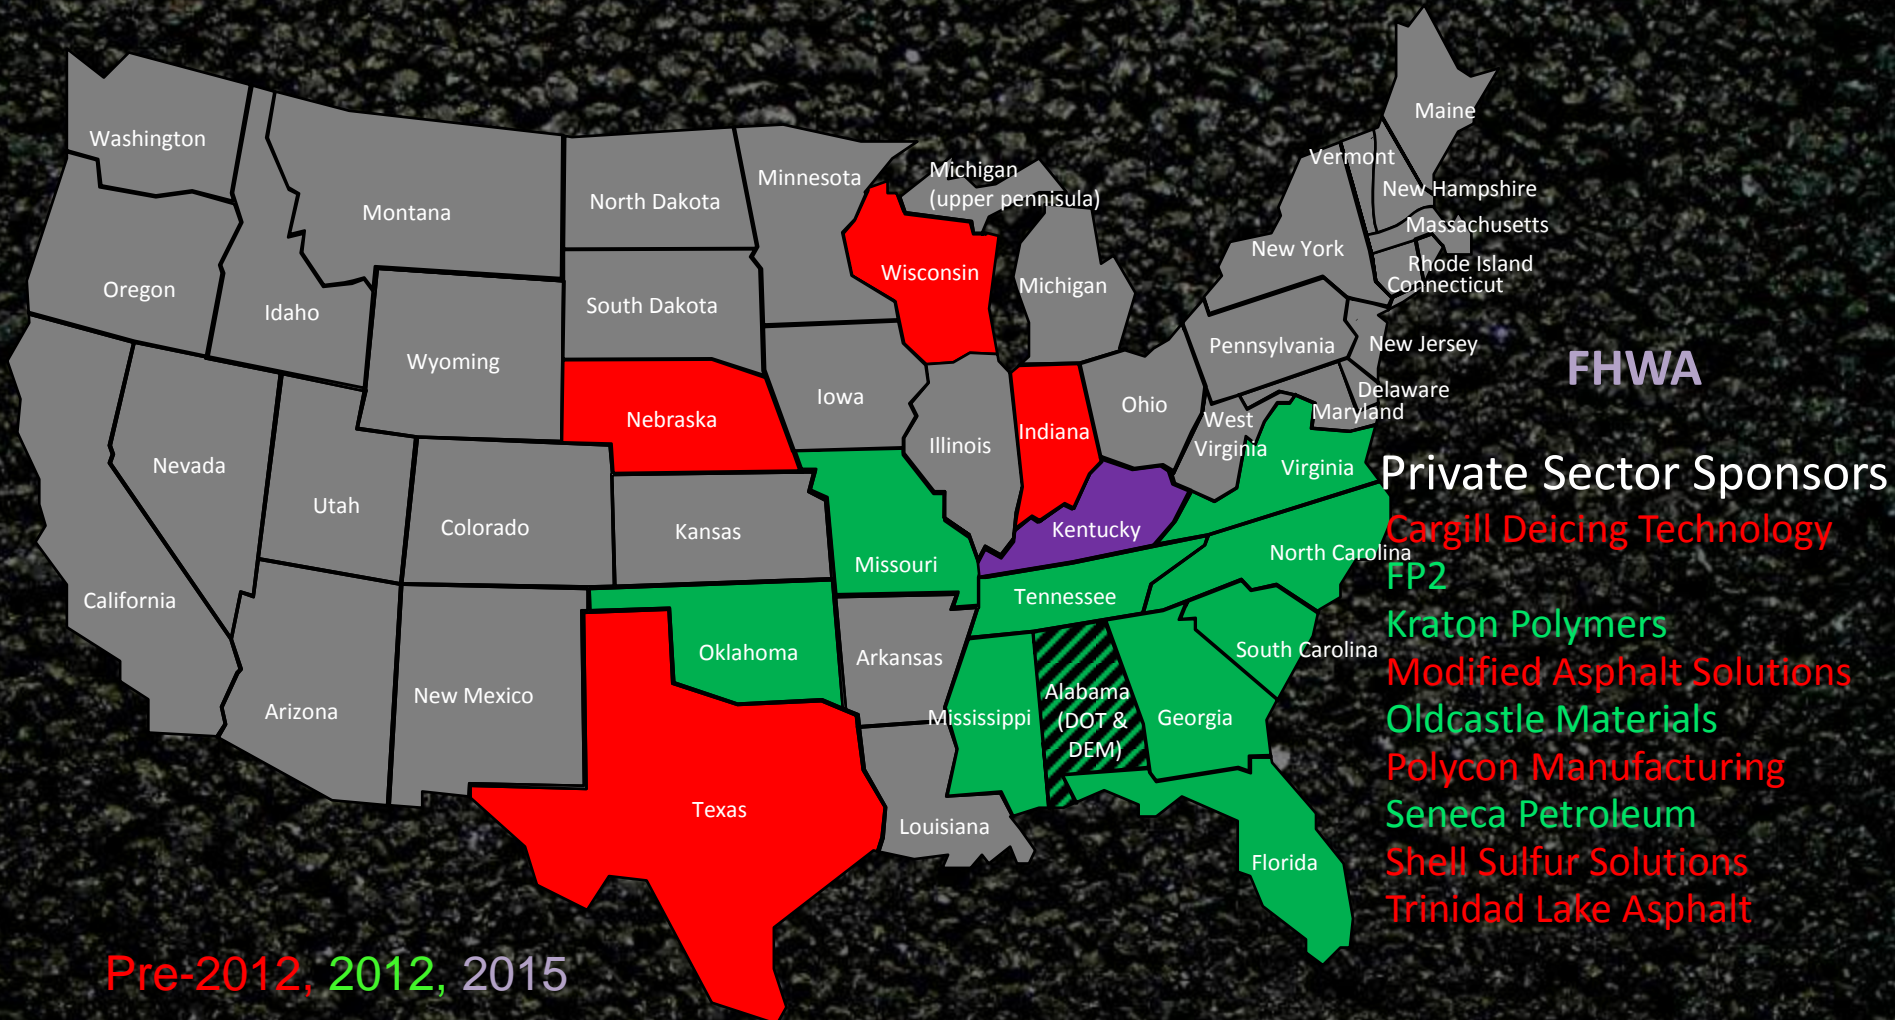 Maine
Washington
Vermont
Michigan
(upper pennisula)
Minnesota
New Hampshire
North Dakota
Montana
Massachusetts
New York
Rhode Island
Wisconsin
Connecticut
Michigan
Oregon
South Dakota
Idaho
Pennsylvania
New Jersey
Wyoming
FHWA
Delaware
Iowa
Ohio
Maryland
Nebraska
West
Virginia
Indiana
Illinois
Nevada
Virginia
Private Sector Sponsors
Utah
Colorado
Kansas
Kentucky
Cargill Deicing Technology
North Carolina
Missouri
FP2
California
Tennessee
Kraton Polymers
Oklahoma
Arkansas
South Carolina
Modified Asphalt Solutions
New Mexico
Arizona
Alabama
(DOT &
DEM)
Mississippi
Georgia
Oldcastle Materials
Polycon Manufacturing
Texas
Seneca Petroleum
Louisiana
Florida
Shell Sulfur Solutions
Trinidad Lake Asphalt
Pre-2012, 2012, 2015